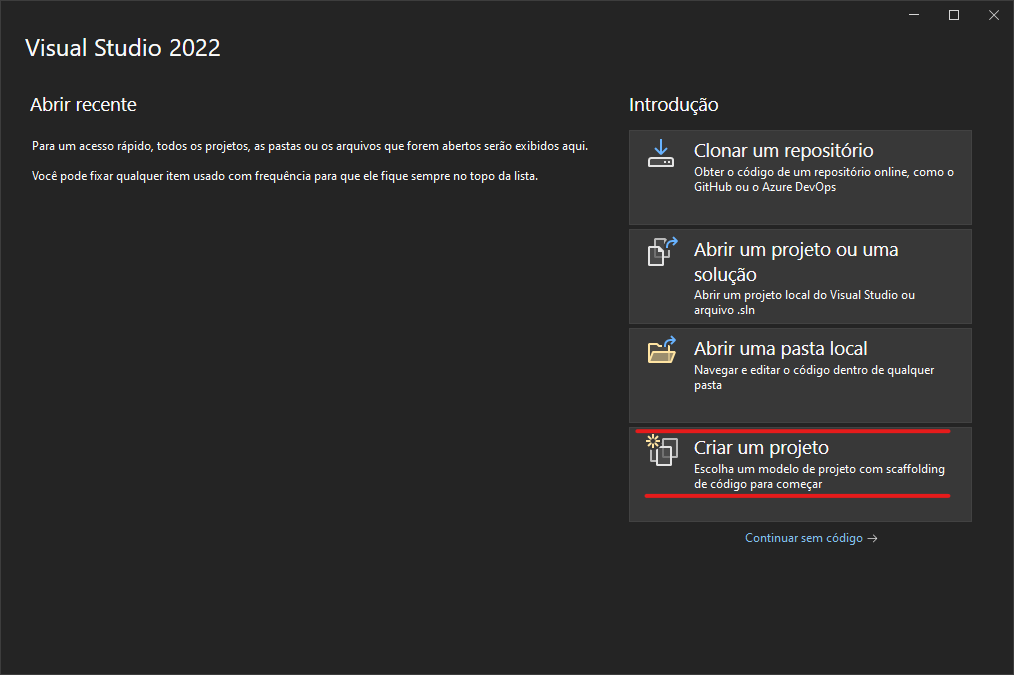 Visual Studio 2022
Abrir recente
Para um acesso rápido, todos os projetos, as pastas ou os arquivos que forem abertos serão exibidos aqui.
Você pode fixar qualquer item usado com frequência para que ele fique sempre no topo da lista.
Introdução
Clonar um repositório
Obter o código de um repositório online, como o
GitHub ou o Azure DevOps
Abrir um projeto ou uma
solução
Abrir um projeto local do Visual Studio ou
arquivo .sln
Abrir uma pasta local
Navegar e editar o código dentro de qualquer
pasta
Criar um projeto
Escolha um modelo de projeto com scaffolding
de código para começar
Continuar sem código →